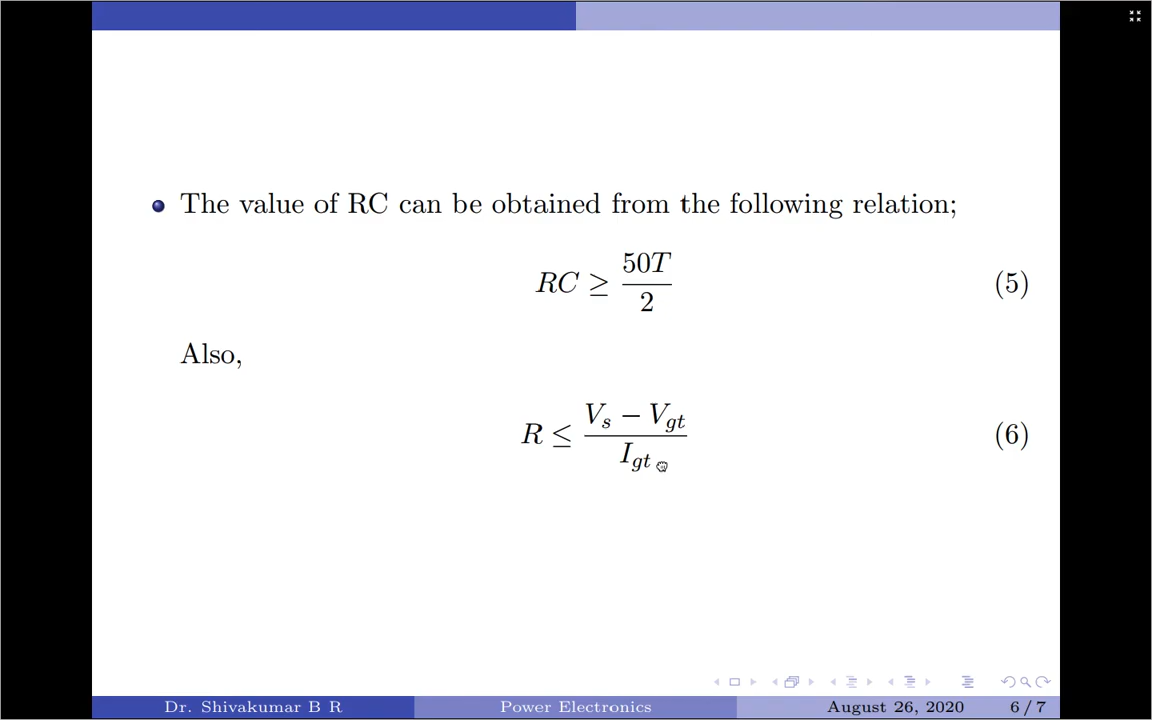 The value of RC can be obtained from the following relation;
RC ≥ 50T/2 (5)
Also,
R ≤ (V_s − V_gt)/I_gt (6)
Dr. Shivakumar B R Power Electronics August 26, 2020 6 / 7